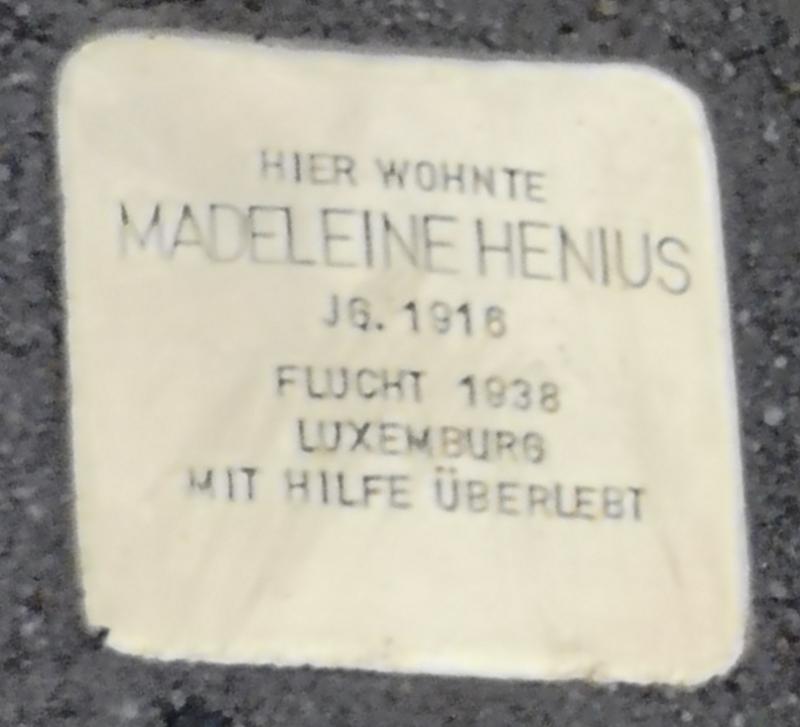 HIER WOHNTE
MADELEINE HENIUS
JG. 1916
FLUCHT 1938
LUXEMBURG
MIT HILFE ÜBERLEBT